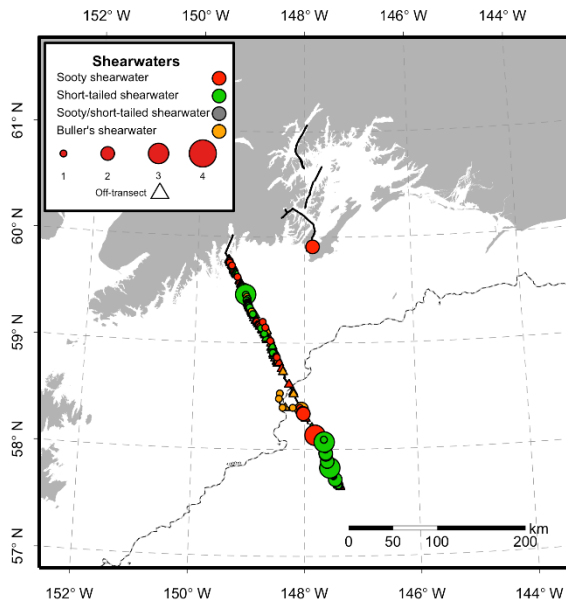 150° W 148° W 146° W 144° W
Shearwaters
Sooty shearwater
Short-tailed shearwater
Sooty/short-tailed shearwater
Buller's shearwater
1 2 3 4
Off-transect
61° N
60° N
59° N
58° N
57° N
km
0 50 100 200
152° W 150° W 148° W 146° W 144° W